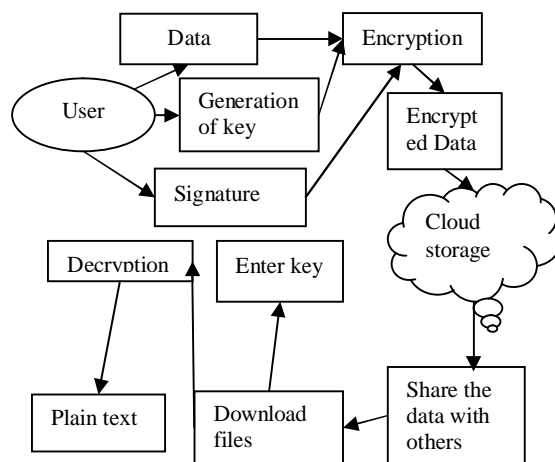 Data
Encryption
User
Generation
of key
Encrypt
ed Data
Signature
Cloud
storage
Decryption
Enter key
Plain text
Download
files
Share the
data with
others